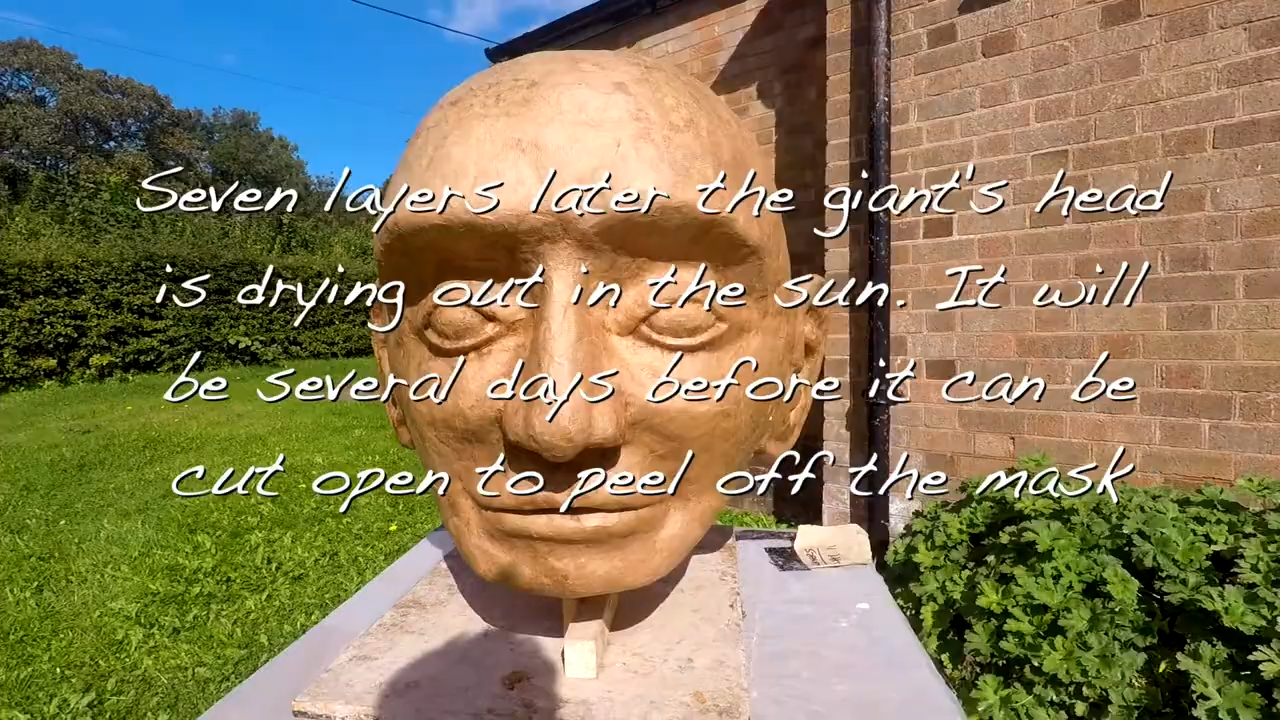 Seven layers later the giant's head
is drying out in the sun. It will
be several days before it can be
cut open to peel off the mask